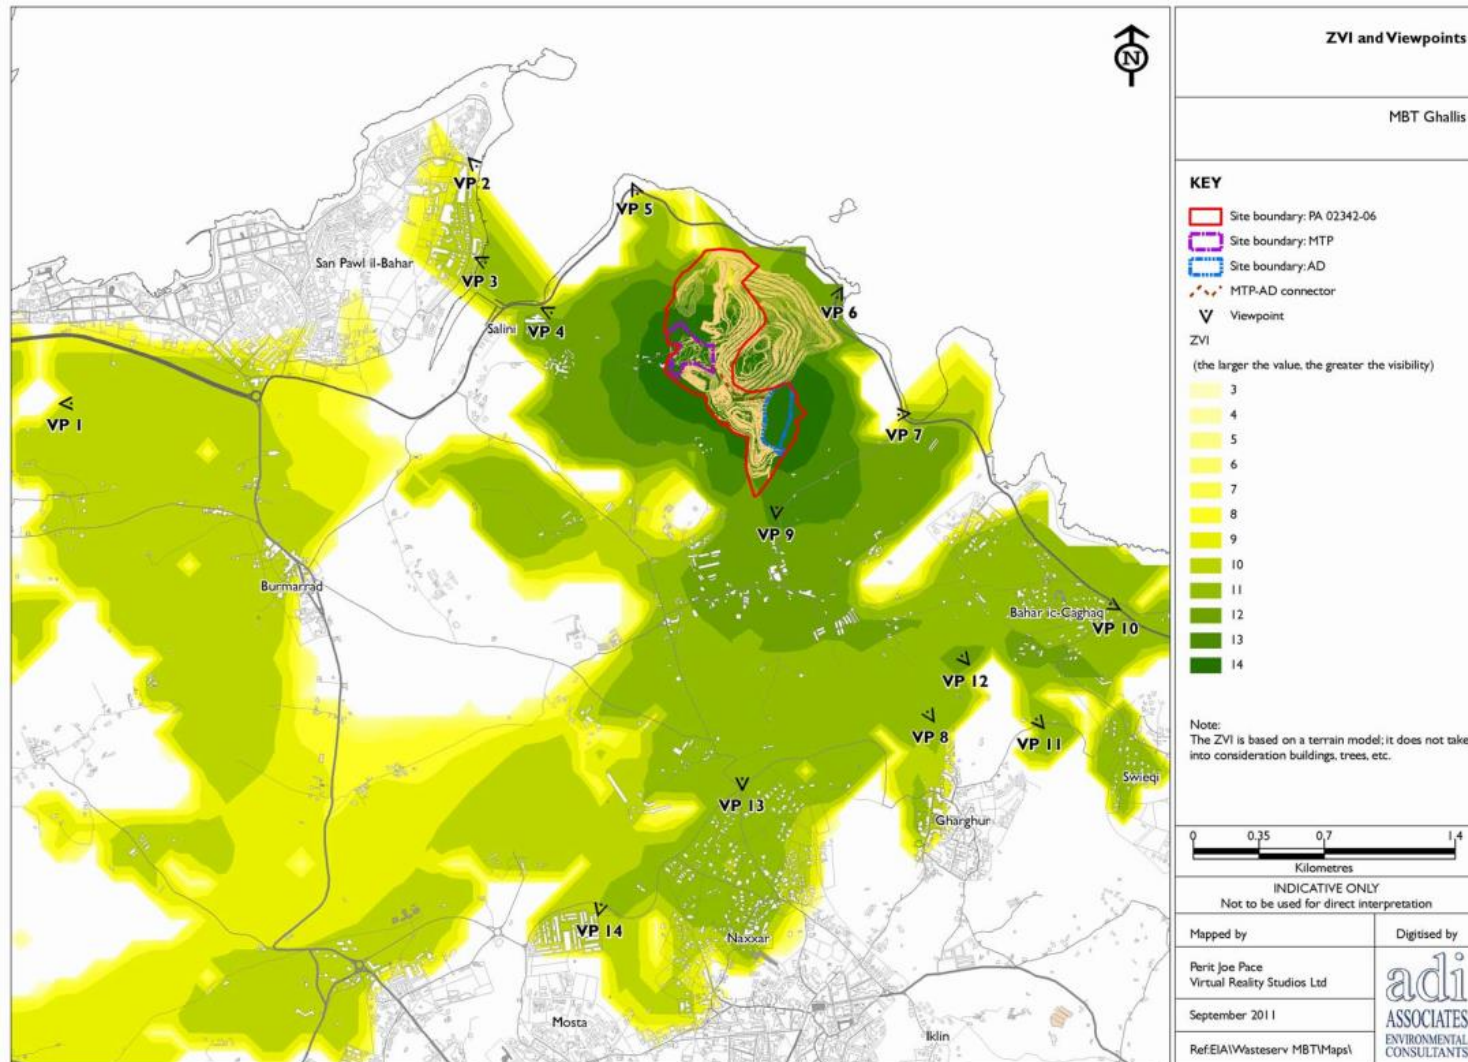 ZVI and Viewpoints
MBT Ghallis
N
KEY
Site boundary: PA 02342-06
Site boundary: MTP
Site boundary: AD
MTP-AD connector
Viewpoint
ZVI
(the larger the value, the greater the visibility)
3
4
5
6
7
8
9
10
11
12
13
14
Note:
The ZVI is based on a terrain model; it does not take
into consideration buildings, trees, etc.
0 0.35 0.7 1.4
Kilometres
INDICATIVE ONLY
Not to be used for direct interpretation
Mapped by
Digitised by
Perit Joe Pace
Virtual Reality Studios Ltd
September 2011
Ref:EIA\Wasteserv MBT\Maps\
adi
ASSOCIATES
ENVIRONMENTAL
CONSULTANTS
VP 2
VP 5
San Pawl il-Bahar
VP 3
VP 6
Salini
VP 4
VP 1
VP 7
VP 9
Burmarrad
Bahar ic-Caghaq
VP 10
VP 12
VP 8
VP 11
Swieqi
VP 13
Gharghur
VP 14
Naxxar
Mosta
Iklin